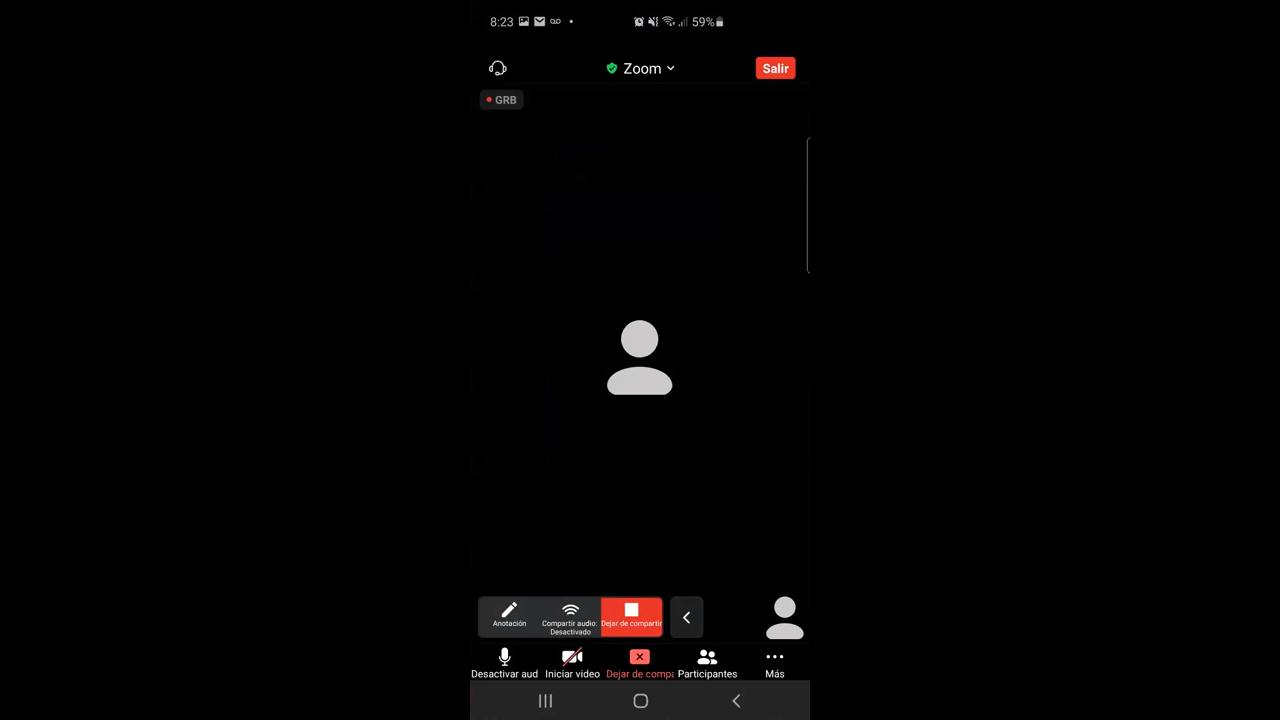 8:23 59%
Zoom
Salir
GRB
Anotación
Compartir audio:
Desactivado
Dejar de compartir
Desactivar aud
Iniciar video
Dejar de compa
Participantes
Más